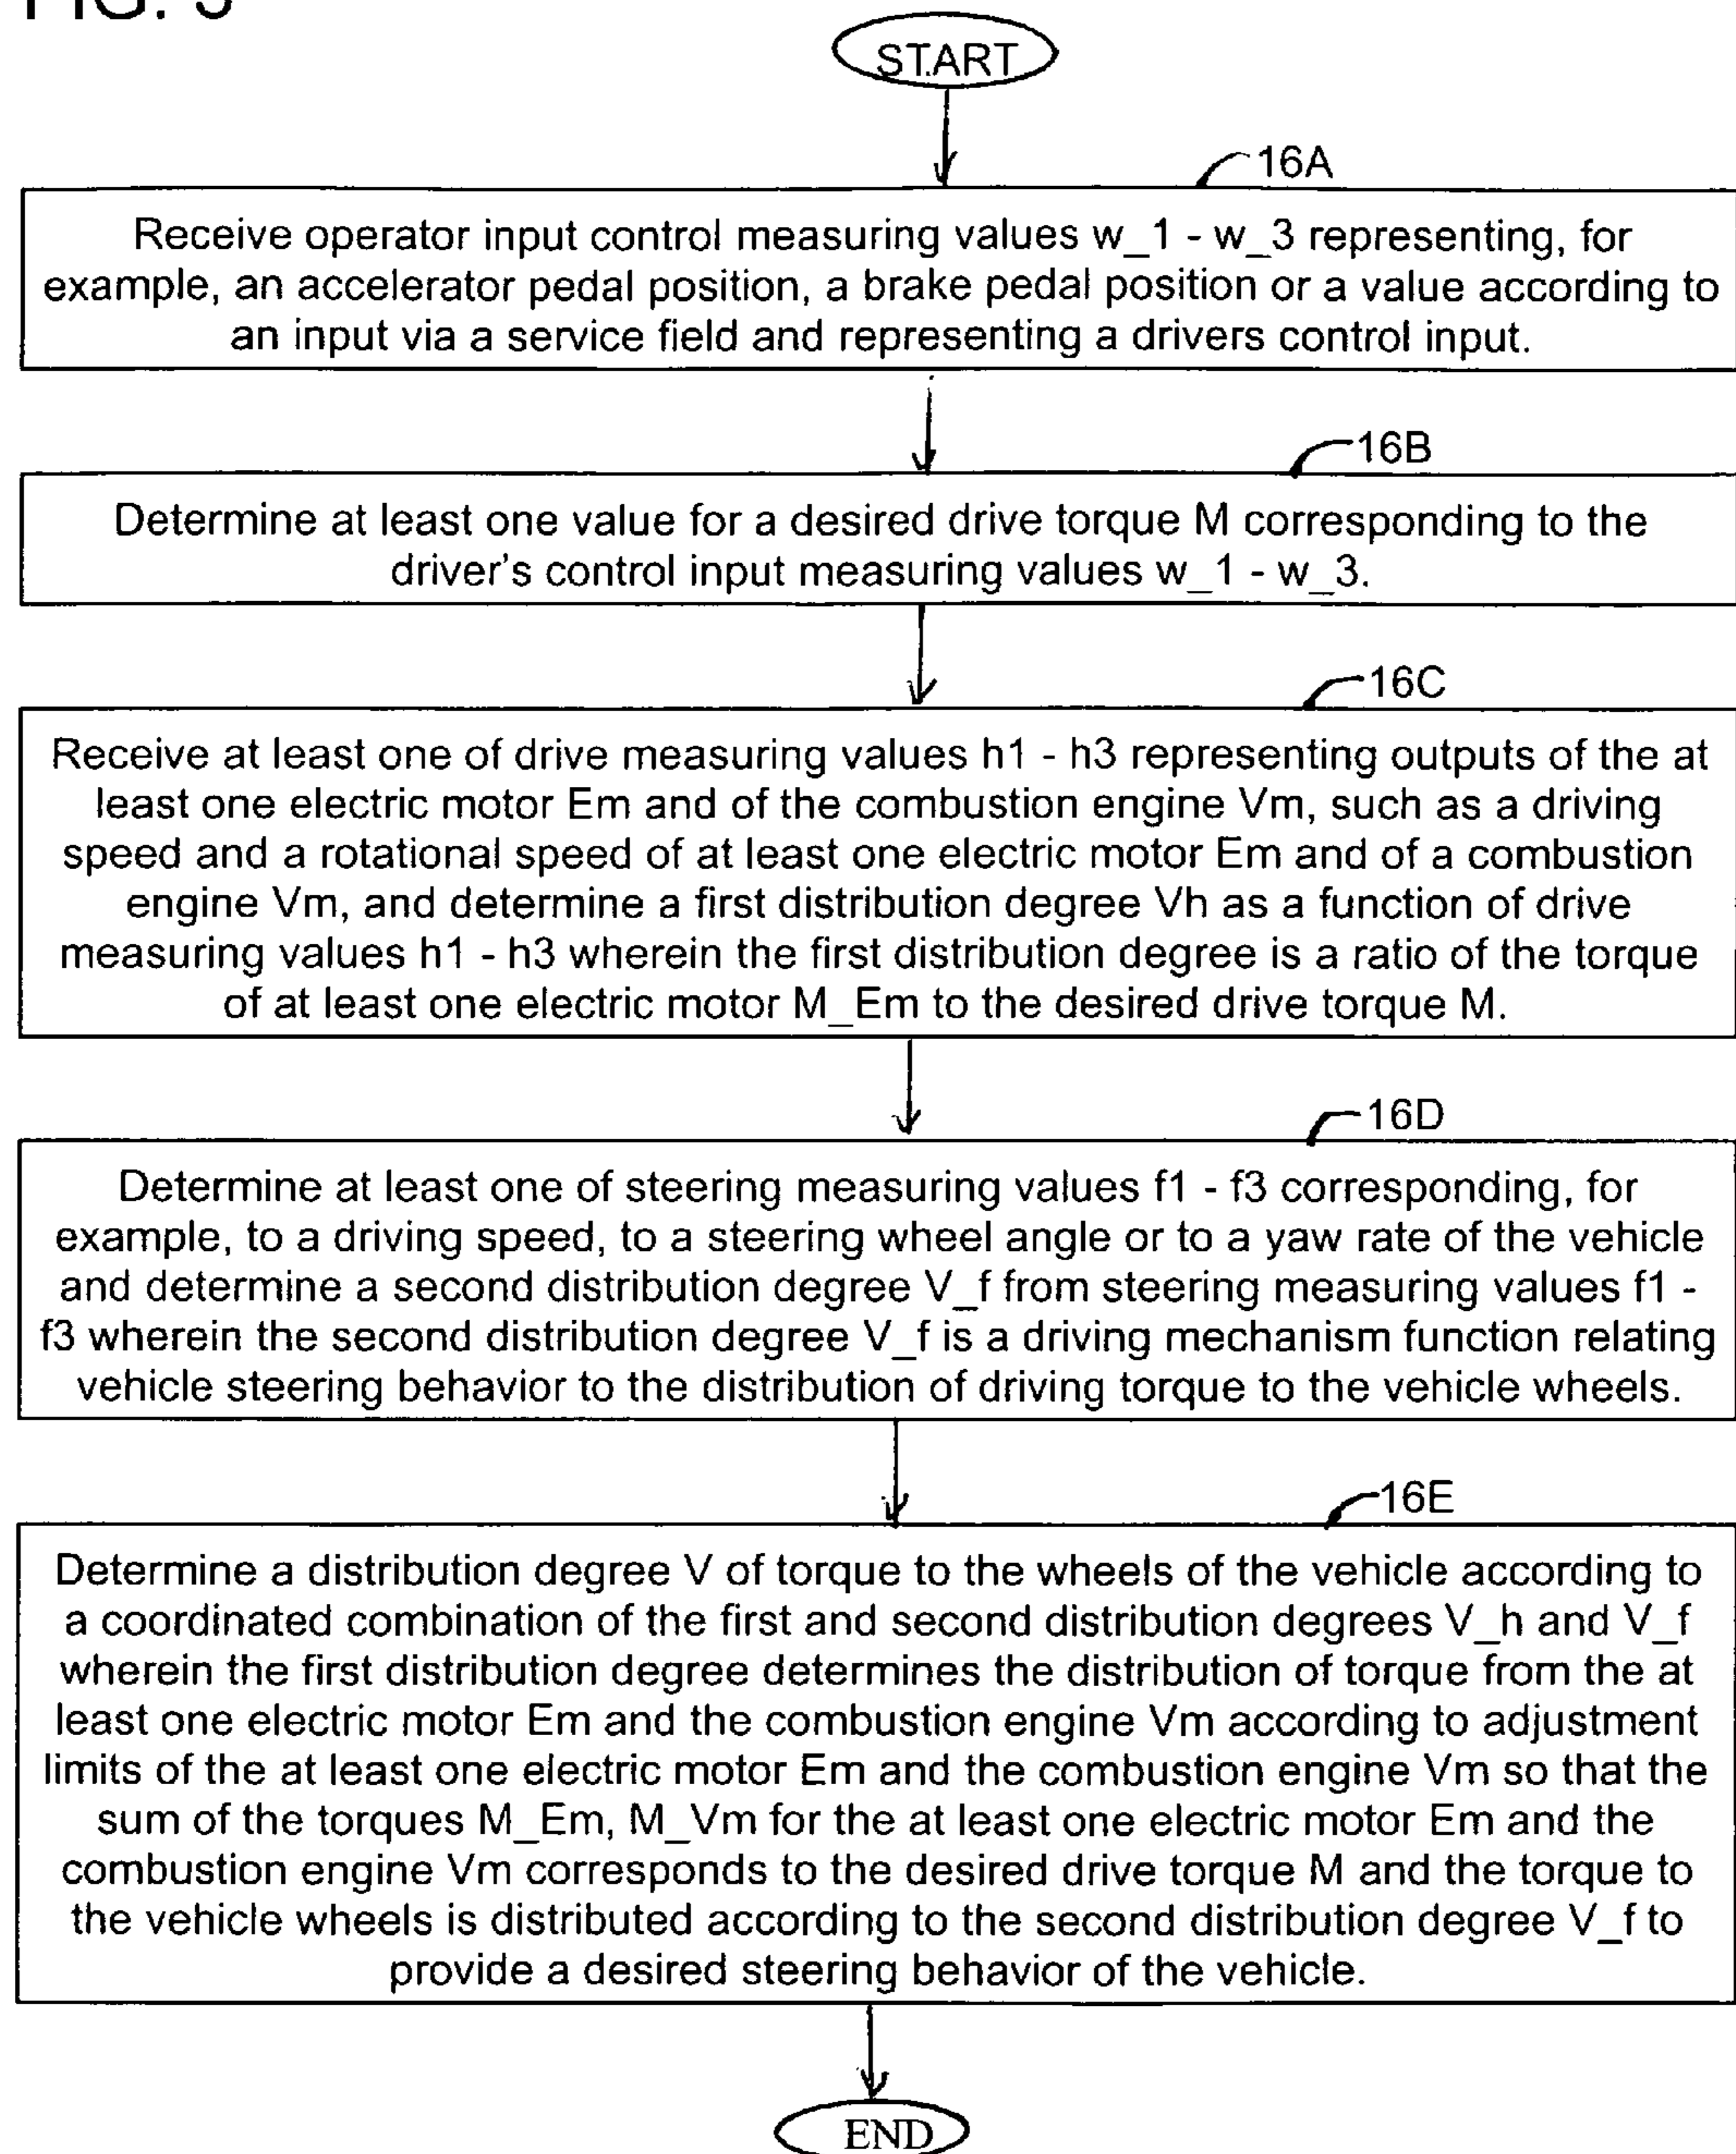 FIG. 3
START
16A
Receive operator input control measuring values w_1 - w_3 representing, for
example, an accelerator pedal position, a brake pedal position or a value according to
an input via a service field and representing a drivers control input.
16B
Determine at least one value for a desired drive torque M corresponding to the
driver's control input measuring values w_1 - w_3.
16C
Receive at least one of drive measuring values h1 - h3 representing outputs of the at
least one electric motor Em and of the combustion engine Vm, such as a driving
speed and a rotational speed of at least one electric motor Em and of a combustion
engine Vm, and determine a first distribution degree Vh as a function of drive
measuring values h1 - h3 wherein the first distribution degree is a ratio of the torque
of at least one electric motor M_Em to the desired drive torque M.
16D
Determine at least one of steering measuring values f1 - f3 corresponding, for
example, to a driving speed, to a steering wheel angle or to a yaw rate of the vehicle
and determine a second distribution degree V_f from steering measuring values f1 -
f3 wherein the second distribution degree V_f is a driving mechanism function relating
vehicle steering behavior to the distribution of driving torque to the vehicle wheels.
16E
Determine a distribution degree V of torque to the wheels of the vehicle according to
a coordinated combination of the first and second distribution degrees V_h and V_f
wherein the first distribution degree determines the distribution of torque from the at
least one electric motor Em and the combustion engine Vm according to adjustment
limits of the at least one electric motor Em and the combustion engine Vm so that the
sum of the torques M_Em, M_Vm for the at least one electric motor Em and the
combustion engine Vm corresponds to the desired drive torque M and the torque to
the vehicle wheels is distributed according to the second distribution degree V_f to
provide a desired steering behavior of the vehicle.
END